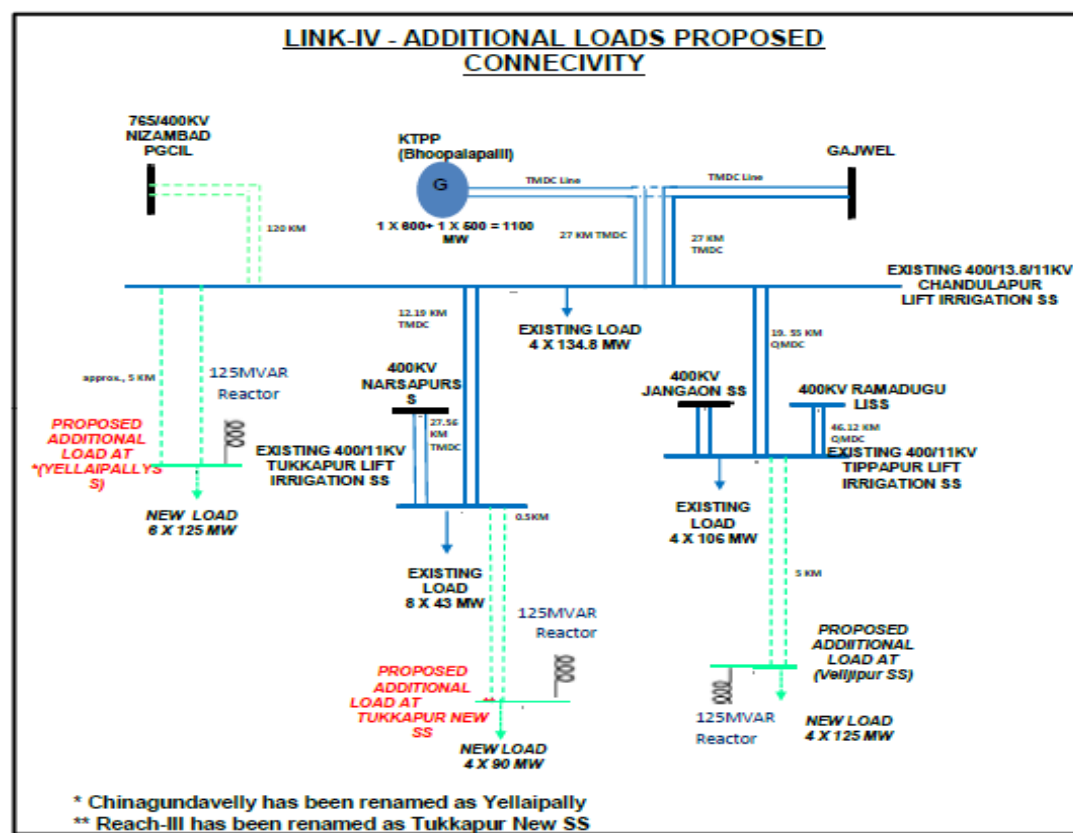 LINK-IV - ADDITIONAL LOADS PROPOSED
CONNECIVITY
765/400KV
NIZAMBAD
PGCIL
KTPP
(Bhoopalapalll)
G
TMDC Line
TMDC Line
GAJWEL
1 X 600+ 1 X 500 = 1100
MW
120 KM
27 KM TMDC
27 KM
TMDC
EXISTING 400/13.8/11KV
CHANDULAPUR
LIFT IRRIGATION SS
12.19 KM
TMDC
EXISTING LOAD
4 X 134.8 MW
19. 55 KM
QMDC
approx., 5 KM
125MVAR
Reactor
400KV
NARSAPURS
S
27.56
KM
TMDC
400KV
JANGAON SS
400KV RAMADUGU
LISS
46.12 KM
QMDC
PROPOSED
ADDITIONAL
LOAD AT
*(YELLAIPALLYS
S)
EXISTING 400/11KV
TUKKAPUR LIFT
IRRIGATION SS
EXISTING 400/11KV
TIPPAPUR LIFT
IRRIGATION SS
NEW LOAD
6 X 125 MW
0.5KM
EXISTING
LOAD
4 X 106 MW
EXISTING
LOAD
8 X 43 MW
5 KM
125MVAR
Reactor
PROPOSED
ADDIITIONAL
LOAD AT
(Velijipur SS)
PROPOSED
ADDITIONAL
LOAD AT **
TUKKAPUR NEW
SS
125MVAR
Reactor
NEW LOAD
4 X 125 MW
NEW LOAD
4 X 90 MW
* Chinagundavelly has been renamed as Yellaipally
** Reach-III has been renamed as Tukkapur New SS